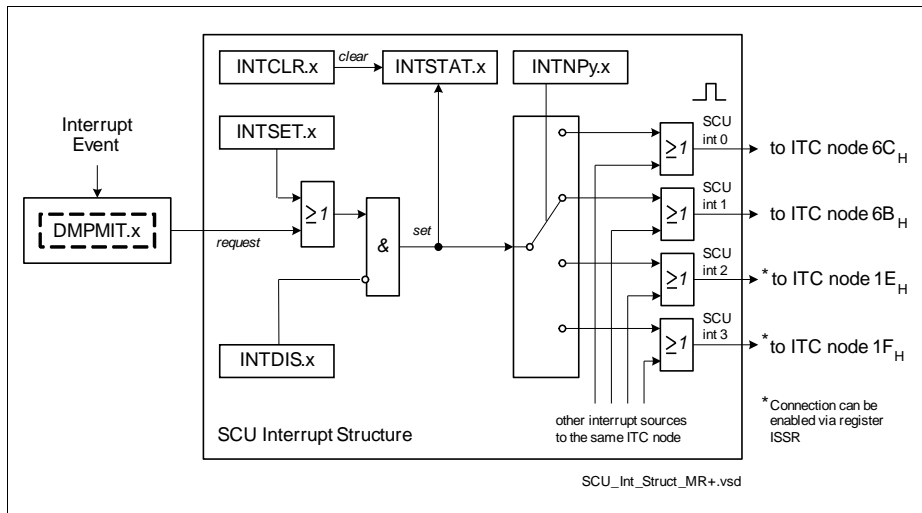 INTCLR.x
clear
INTSTAT.x
INTNPy.x
Interrupt
Event
INTSET.x
DMPMIT.x
request
≥1
&
set
INTDIS.x
SCU
int 0
≥1
to ITC node 6CH
SCU
int 1
≥1
to ITC node 6BH
SCU
int 2
≥1
* to ITC node 1EH
SCU
int 3
≥1
* to ITC node 1FH
other interrupt sources
to the same ITC node
* Connection can be
enabled via register
ISSR
SCU Interrupt Structure
SCU_Int_Struct_MR+.vsd